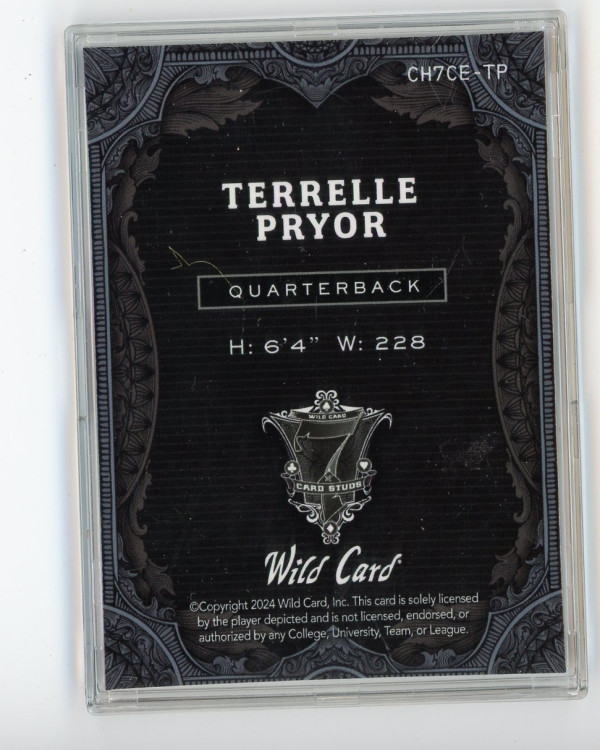 CH7CE-TP
TERRELLE
PRYOR
QUARTERBACK
H: 6'4" W: 228
WILD CARD
7
CARD STUDS
Wild Card
©Copyright 2024 Wild Card, Inc. This card is solely licensed
by the player depicted and is not licensed, endorsed, or
authorized by any College, University, Team, or League.